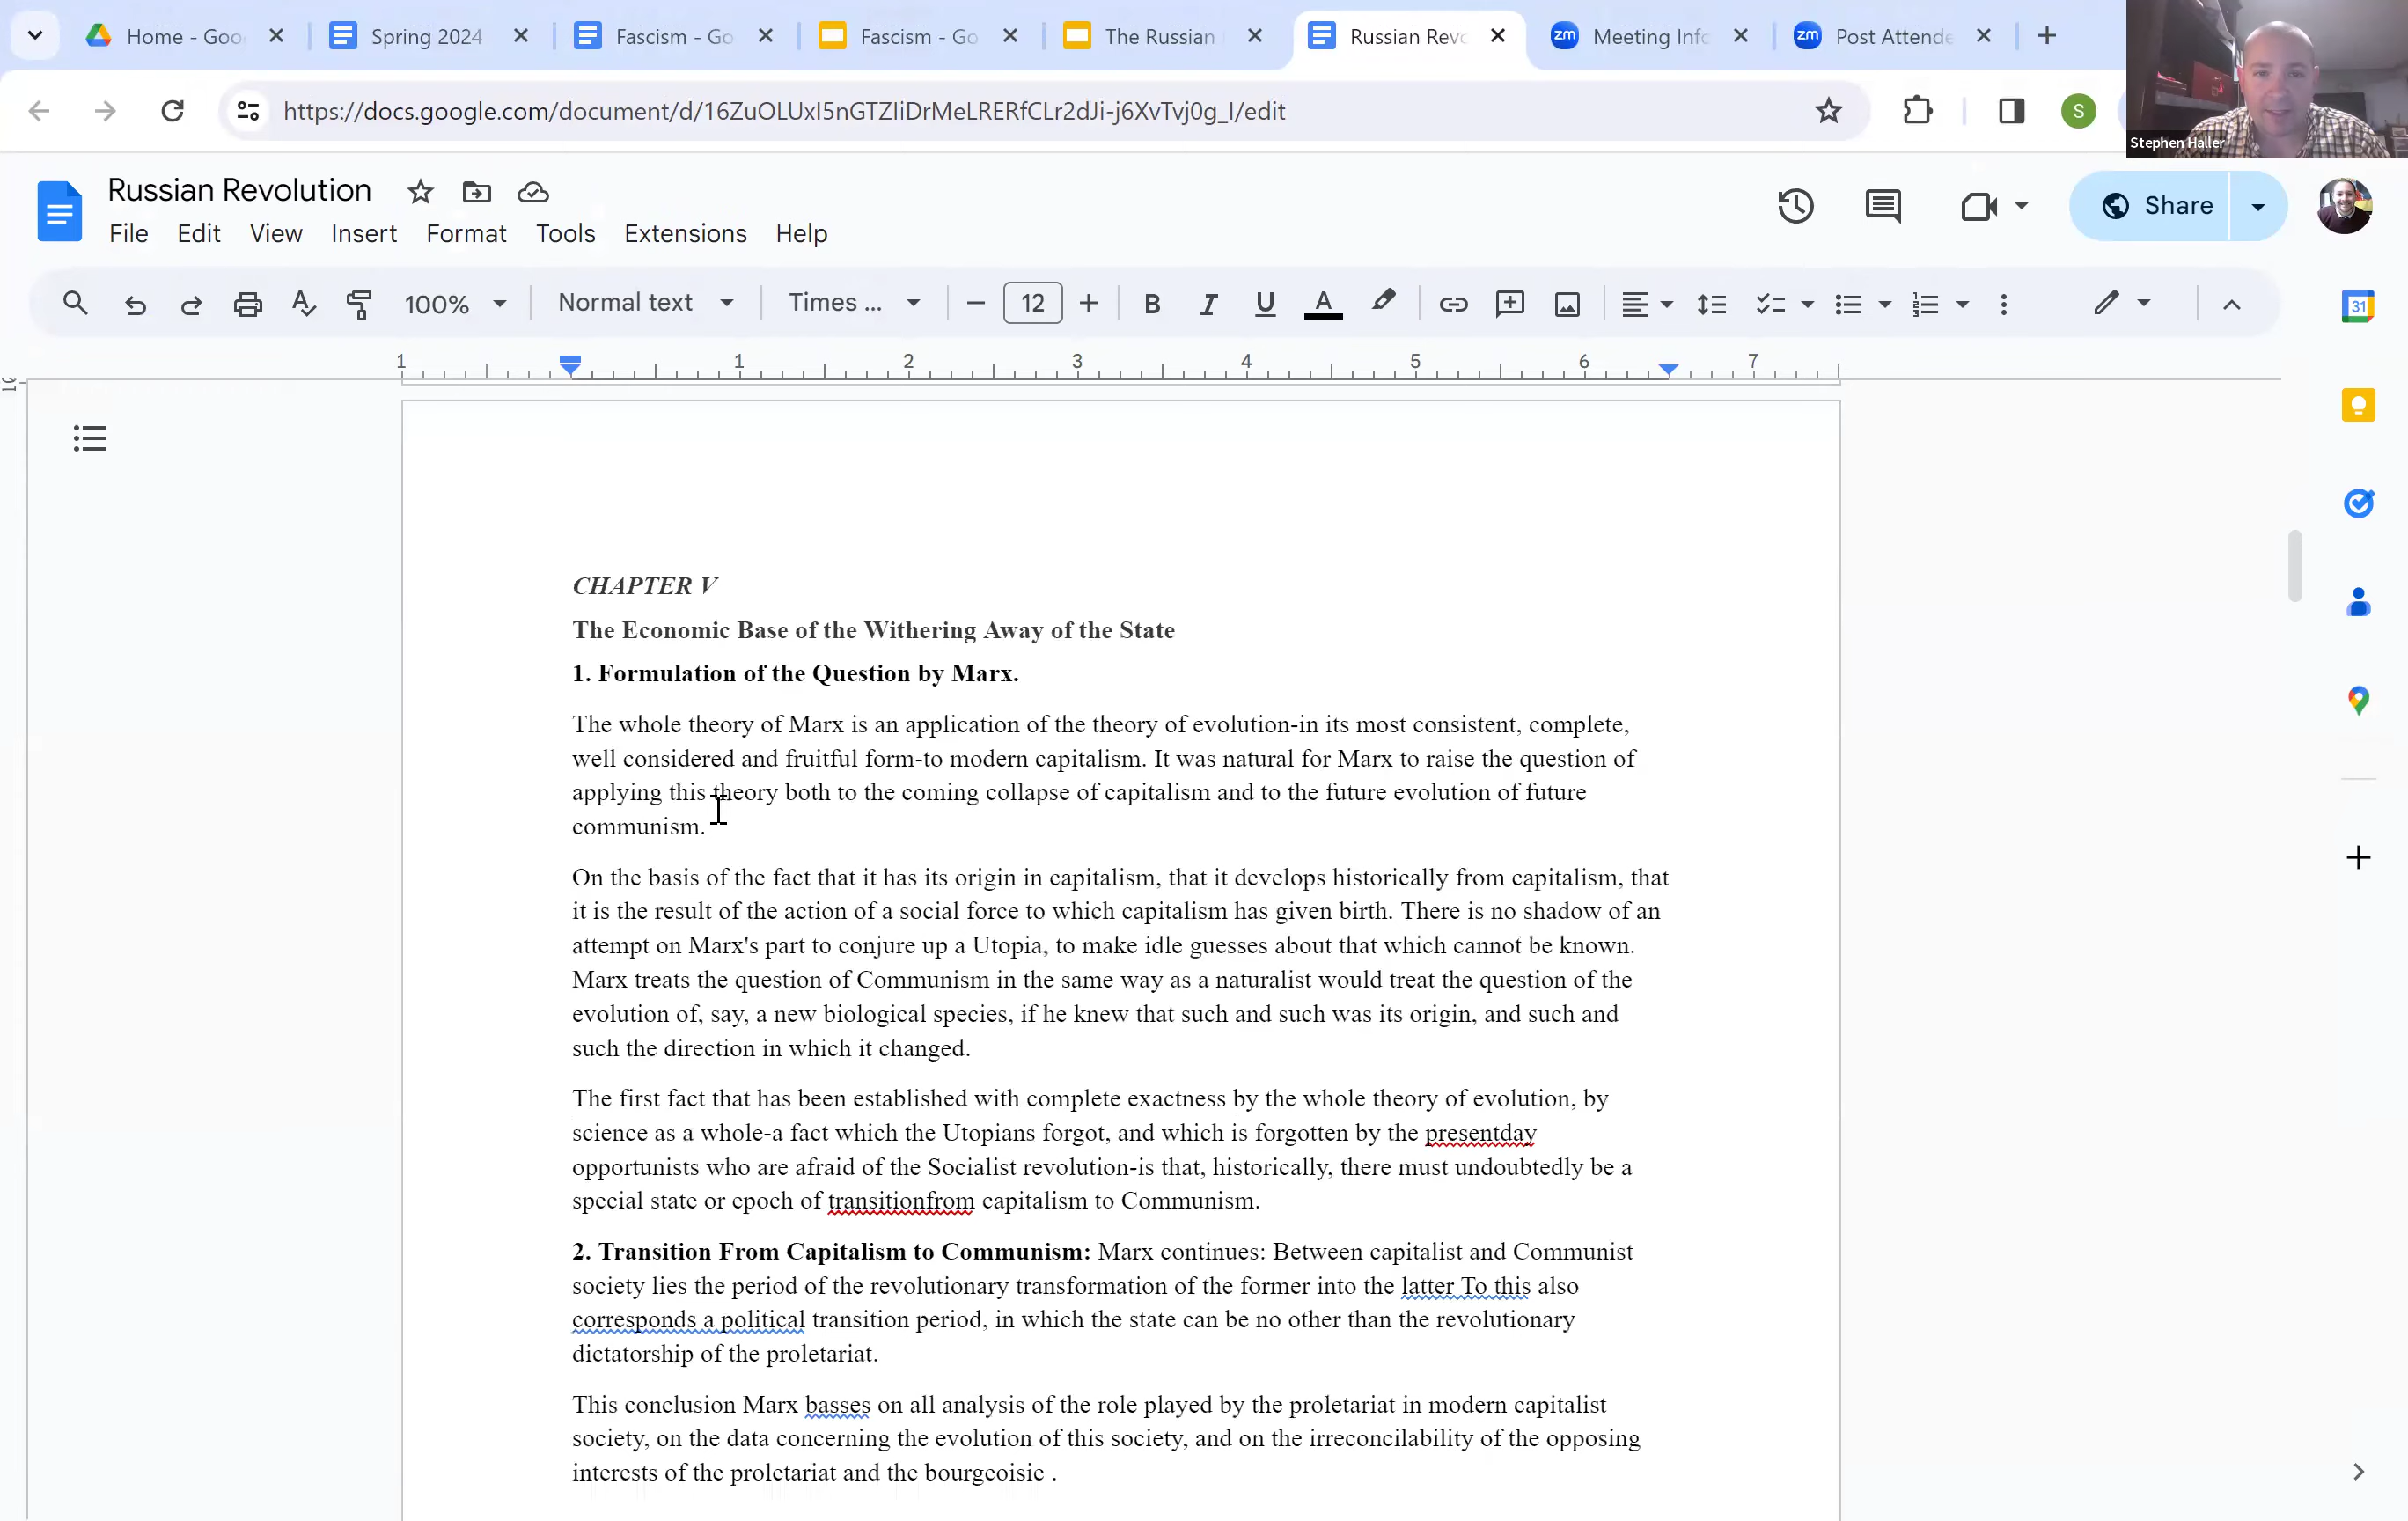 Home - Goo
Spring 2024
Fascism - Go
Fascism - Go
The Russian
Russian Revo
Meeting Info
Post Attende
https://docs.google.com/document/d/16ZuOLUxI5nGTZIiDrMeLRERfCLr2dJi-j6XvTvj0g_I/edit
S
Stephen Haller
Russian Revolution
Share
File Edit View Insert Format Tools Extensions Help
100% Normal text Times ... 12 B I U A
31
1 1 2 3 4 5 6 7
CHAPTER V
The Economic Base of the Withering Away of the State
1. Formulation of the Question by Marx.
The whole theory of Marx is an application of the theory of evolution-in its most consistent, complete,
well considered and fruitful form-to modern capitalism. It was natural for Marx to raise the question of
applying this theory both to the coming collapse of capitalism and to the future evolution of future
communism.
On the basis of the fact that it has its origin in capitalism, that it develops historically from capitalism, that
it is the result of the action of a social force to which capitalism has given birth. There is no shadow of an
attempt on Marx's part to conjure up a Utopia, to make idle guesses about that which cannot be known.
Marx treats the question of Communism in the same way as a naturalist would treat the question of the
evolution of, say, a new biological species, if he knew that such and such was its origin, and such and
such the direction in which it changed.
The first fact that has been established with complete exactness by the whole theory of evolution, by
science as a whole-a fact which the Utopians forgot, and which is forgotten by the presentday
opportunists who are afraid of the Socialist revolution-is that, historically, there must undoubtedly be a
special state or epoch of transitionfrom capitalism to Communism.
2. Transition From Capitalism to Communism: Marx continues: Between capitalist and Communist
society lies the period of the revolutionary transformation of the former into the latter To this also
corresponds a political transition period, in which the state can be no other than the revolutionary
dictatorship of the proletariat.
This conclusion Marx basses on all analysis of the role played by the proletariat in modern capitalist
society, on the data concerning the evolution of this society, and on the irreconcilability of the opposing
interests of the proletariat and the bourgeoisie .